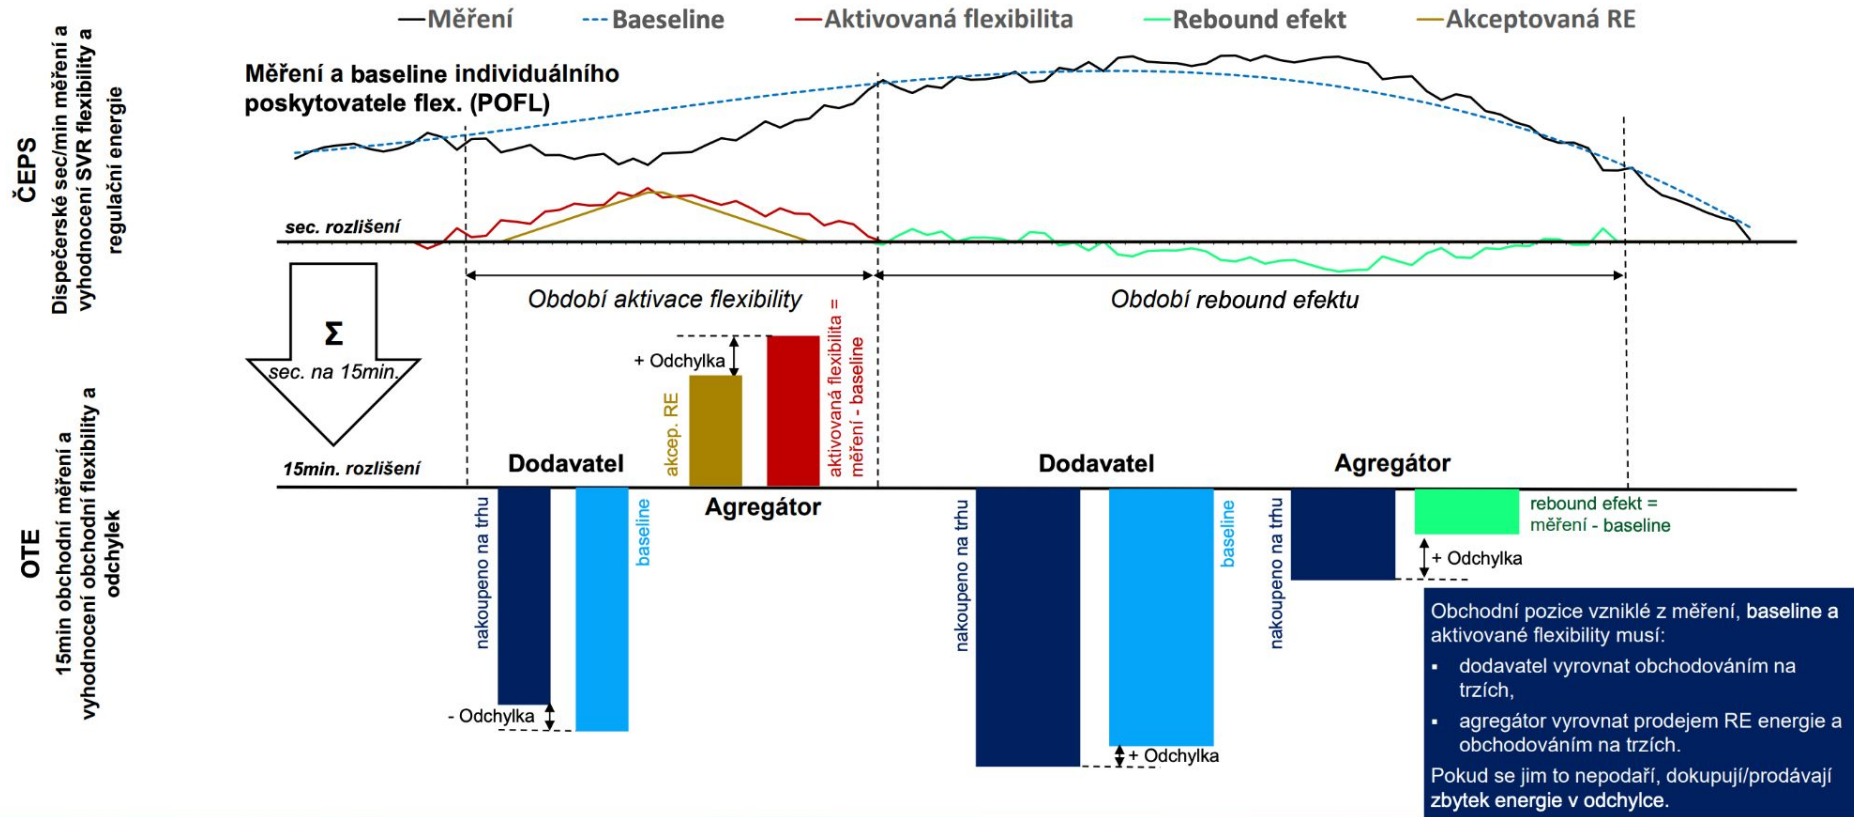 Měření
Baeseline
Aktivovaná flexibilita
Rebound efekt
Akceptovaná RE
ČEPS
Dispečerské sec/min měření a
vyhodnocení SVR flexibility a
regulační energie
Měření a baseline individuálního
poskytovatele flex. (POFL)
sec. rozlišení
Období aktivace flexibility
Období rebound efektu
Σ
sec. na 15min.
OTE
15min obchodní měření a
vyhodnocení obchodní flexibility a
odchylek
15min. rozlišení
+ Odchylka
akcep. RE
aktivovaná flexibilita =
měření - baseline
Dodavatel
Agregátor
nakoupeno na trhu
baseline
- Odchylka
Dodavatel
nakoupeno na trhu
baseline
+ Odchylka
Agregátor
nakoupeno na trhu
rebound efekt =
měření - baseline
+ Odchylka
Obchodní pozice vzniklé z měření, baseline a
aktivované flexibility musí:
▪ dodavatel vyrovnat obchodováním na
trzích,
▪ agregátor vyrovnat prodejem RE energie a
obchodováním na trzích.
Pokud se jim to nepodaří, dokupují/prodávají
zbytek energie v odchylce.